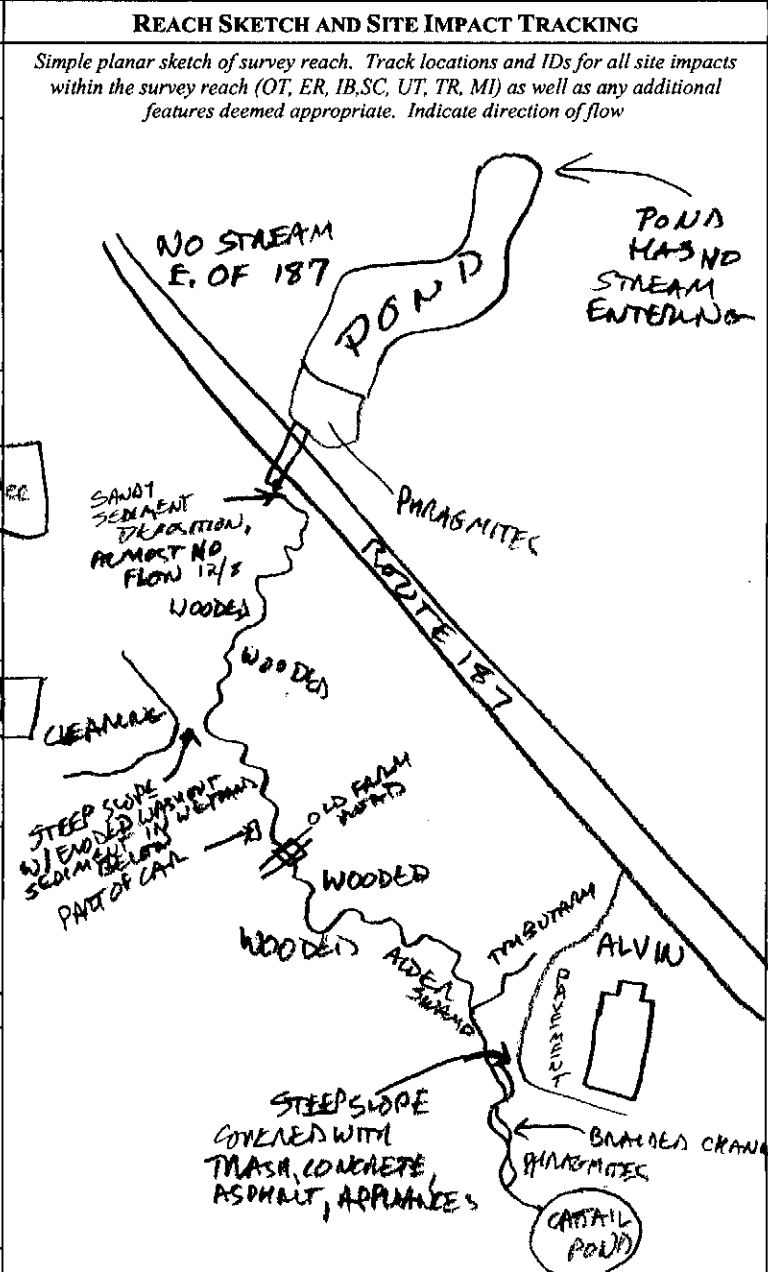 REACH SKETCH AND SITE IMPACT TRACKING
Simple planar sketch of survey reach. Track locations and IDs for all site impacts
within the survey reach (OT, ER, IB,SC, UT, TR, MI) as well as any additional
features deemed appropriate. Indicate direction of flow
NO STREAM
E. OF 187
POND
HAS NO
STREAM
ENTERING
POND
ER
SANDY
SEDIMENT
DEPOSITION,
ALMOST NO
FLOW 12/8
PHRAGMITES
ROUTE 187
WOODED
WOODED
CLEARING
STEEP SLOPE
W/ ERODED WASHOUT
SEDIMENT IN WETLAND
BELOW
PART OF CAR
OLD FARM
WOODED
WOODED
ALDER
SWAMP
TRIBUTARY
ALVIN
PAVEMENT
STEEP SLOPE
COVERED WITH
TRASH, CONCRETE,
ASPHALT, APPLIANCES
BRAIDED CHANN
PHRAGMITES
CATTAIL
POND